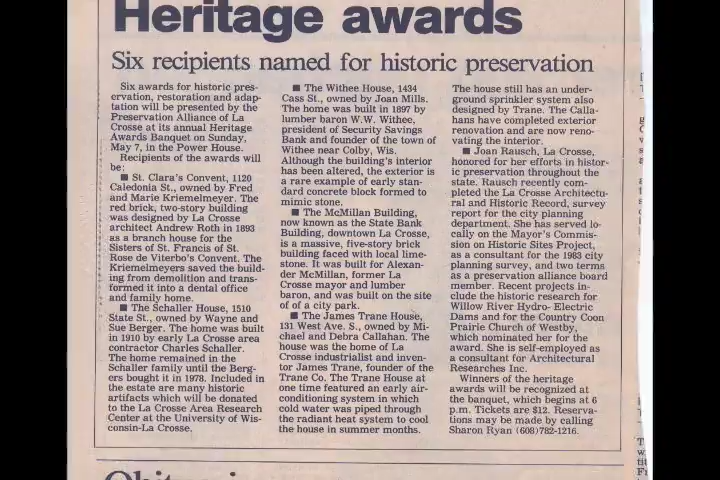 Heritage awards
Six recipients named for historic preservation
Six awards for historic pres-
ervation, restoration and adap-
tation will be presented by the
Preservation Alliance of La
Crosse at its annual Heritage
Awards Banquet on Sunday,
May 7, in the Power House.
Recipients of the awards will
be:
■ St. Clara's Convent, 1120
Caledonia St., owned by Fred
and Marie Kriemelmeyer. The
red brick, two-story building
was designed by La Crosse
architect Andrew Roth in 1893
as a branch house for the
Sisters of St. Francis of St.
Rose de Viterbo's Convent. The
Kriemelmeyers saved the build-
ing from demolition and trans-
formed it into a dental office
and family home.
■ The Schaller House, 1510
State St., owned by Wayne and
Sue Berger. The home was built
in 1910 by early La Crosse area
contractor Charles Schaller.
The home remained in the
Schaller family until the Berg-
ers bought it in 1978. Included in
the estate are many historic
artifacts which will be donated
to the La Crosse Area Research
Center at the University of Wis-
consin-La Crosse.
■ The Withee House, 1434
Cass St., owned by Joan Mills.
The home was built in 1897 by
lumber baron W.W. Withee,
president of Security Savings
Bank and founder of the town of
Withee near Colby, Wis.
Although the building's interior
has been altered, the exterior is
a rare example of early stan-
dard concrete block formed to
mimic stone.
■ The McMillan Building,
now known as the State Bank
Building, downtown La Crosse,
is a massive, five-story brick
building faced with local lime-
stone. It was built for Alexan-
der McMillan, former La
Crosse mayor and lumber
baron, and was built on the site
of of a city park.
■ The James Trane House,
131 West Ave. S., owned by Mi-
chael and Debra Callahan. The
house was the home of La
Crosse industrialist and inven-
tor James Trane, founder of the
Trane Co. The Trane House at
one time featured an early air-
conditioning system in which
cold water was piped through
the radiant heat system to cool
the house in summer months.
The house still has an under-
ground sprinkler system also
designed by Trane. The Calla-
hans have completed exterior
renovation and are now reno-
vating the interior.
■ Joan Rausch, La Crosse,
honored for her efforts in histor-
ic preservation throughout the
state. Rausch recently com-
pleted the La Crosse Architectu-
ral and Historic Record, survey
report for the city planning
department. She has served lo-
cally on the Mayor's Commis-
sion on Historic Sites Project,
as a consultant for the 1983 city
planning survey, and two terms
as a preservation alliance board
member. Recent projects in-
clude the historic research for
Willow River Hydro- Electric
Dams and for the Country Coon
Prairie Church of Westby,
which nominated her for the
award. She is self-employed as
a consultant for Architectural
Researches Inc.
Winners of the heritage
awards will be recognized at
the banquet, which begins at 6
p.m. Tickets are $12. Reserva-
tions may be made by calling
Sharon Ryan (608)782-1216.